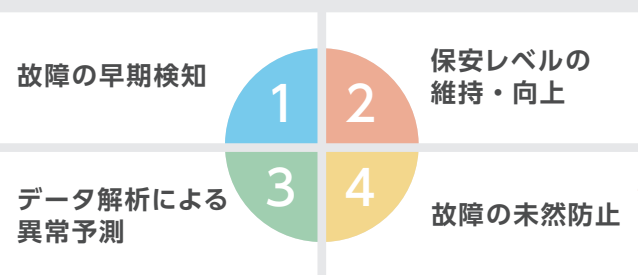 故障の早期検知
1
2
保安レベルの
維持・向上
データ解析による
異常予測
3
4
故障の未然防止